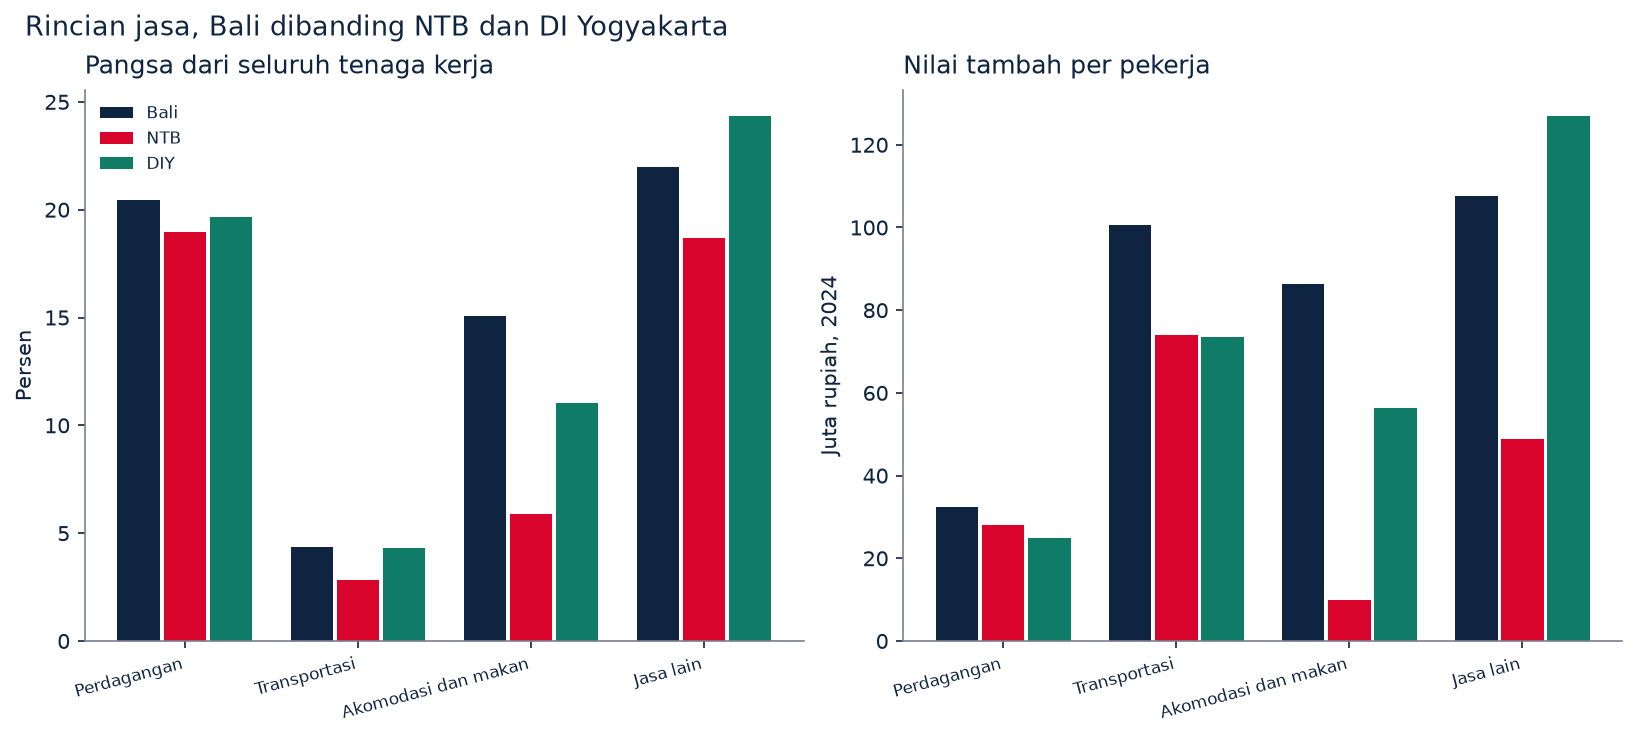 Rincian jasa, Bali dibanding NTB dan DI Yogyakarta
Pangsa dari seluruh tenaga kerja
Persen
25
20
15
10
5
0
Bali
NTB
DIY
Perdagangan
Transportasi
Akomodasi dan makan
Jasa lain
Nilai tambah per pekerja
Juta rupiah, 2024
120
100
80
60
40
20
0
Perdagangan
Transportasi
Akomodasi dan makan
Jasa lain